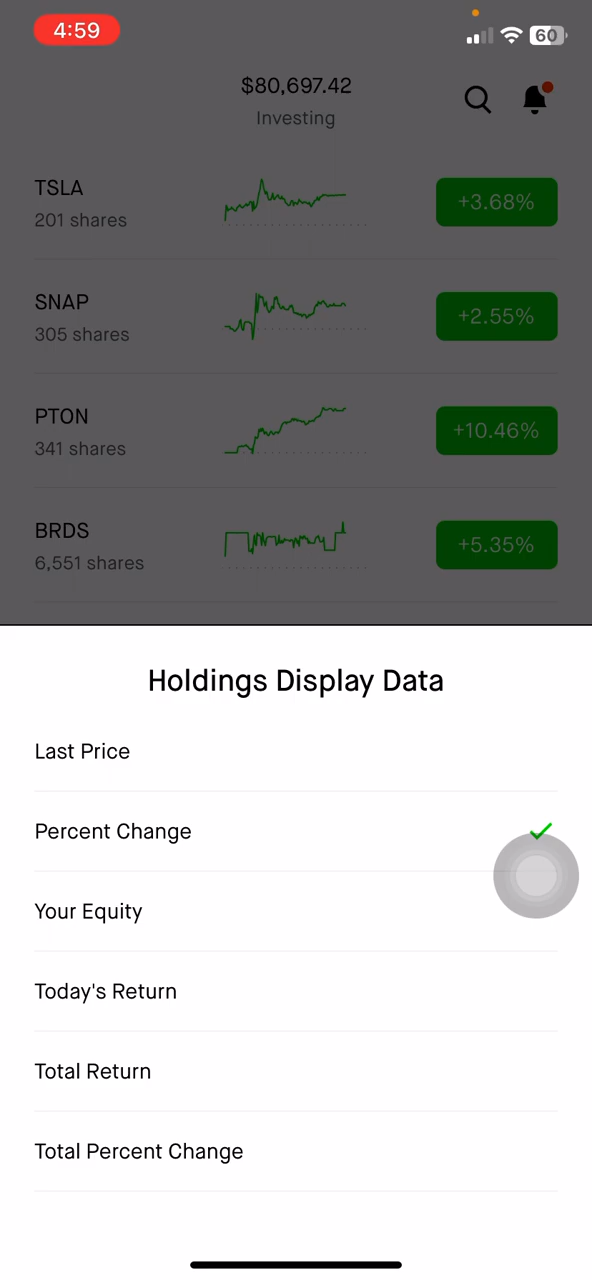 4:59
60
$80,697.42
Investing
TSLA
201 shares
+3.68%
SNAP
305 shares
+2.55%
PTON
341 shares
+10.46%
BRDS
6,551 shares
+5.35%
Holdings Display Data
Last Price
Percent Change
Your Equity
Today's Return
Total Return
Total Percent Change